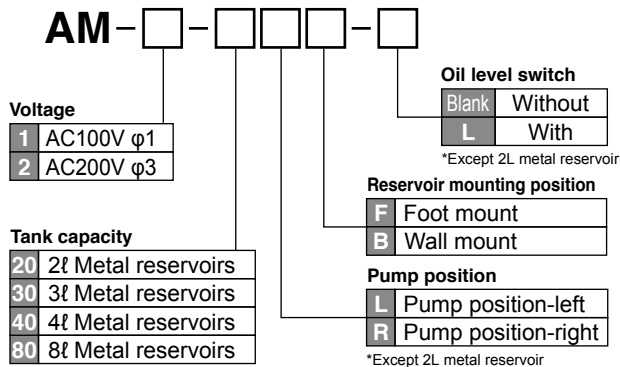 AM-□-□□□-□
Oil level switch
Blank Without
L With
*Except 2L metal reservoir
Voltage
1 AC100V φ1
2 AC200V φ3
Reservoir mounting position
F Foot mount
B Wall mount
Tank capacity
20 2ℓ Metal reservoirs
30 3ℓ Metal reservoirs
40 4ℓ Metal reservoirs
80 8ℓ Metal reservoirs
Pump position
L Pump position-left
R Pump position-right
*Except 2L metal reservoir